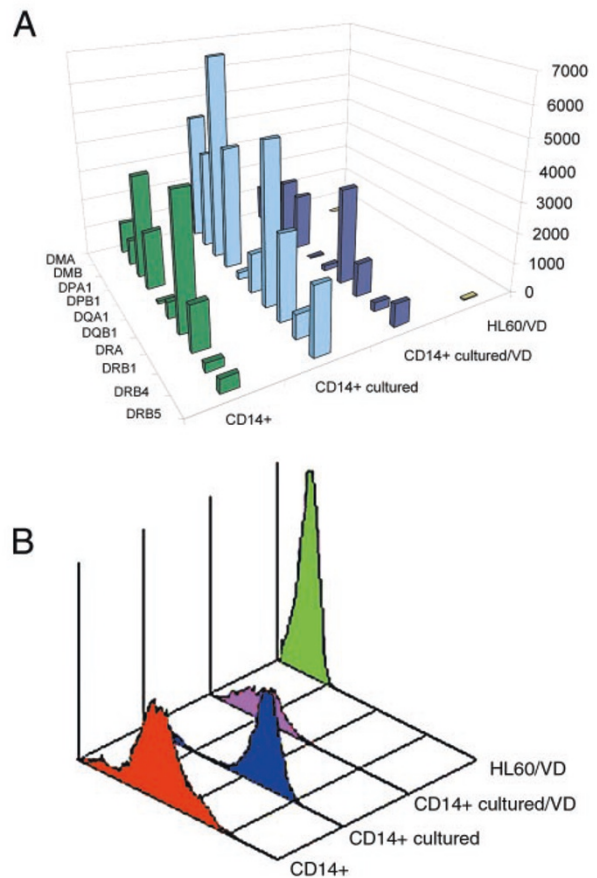 A
7000
6000
5000
4000
3000
2000
1000
0
DMA
DMB
DPA1
DPB1
DQA1
DQB1
DRA
DRB1
DRB4
DRB5
HL60/VD
CD14+ cultured/VD
CD14+ cultured
CD14+
B
HL60/VD
CD14+ cultured/VD
CD14+ cultured
CD14+